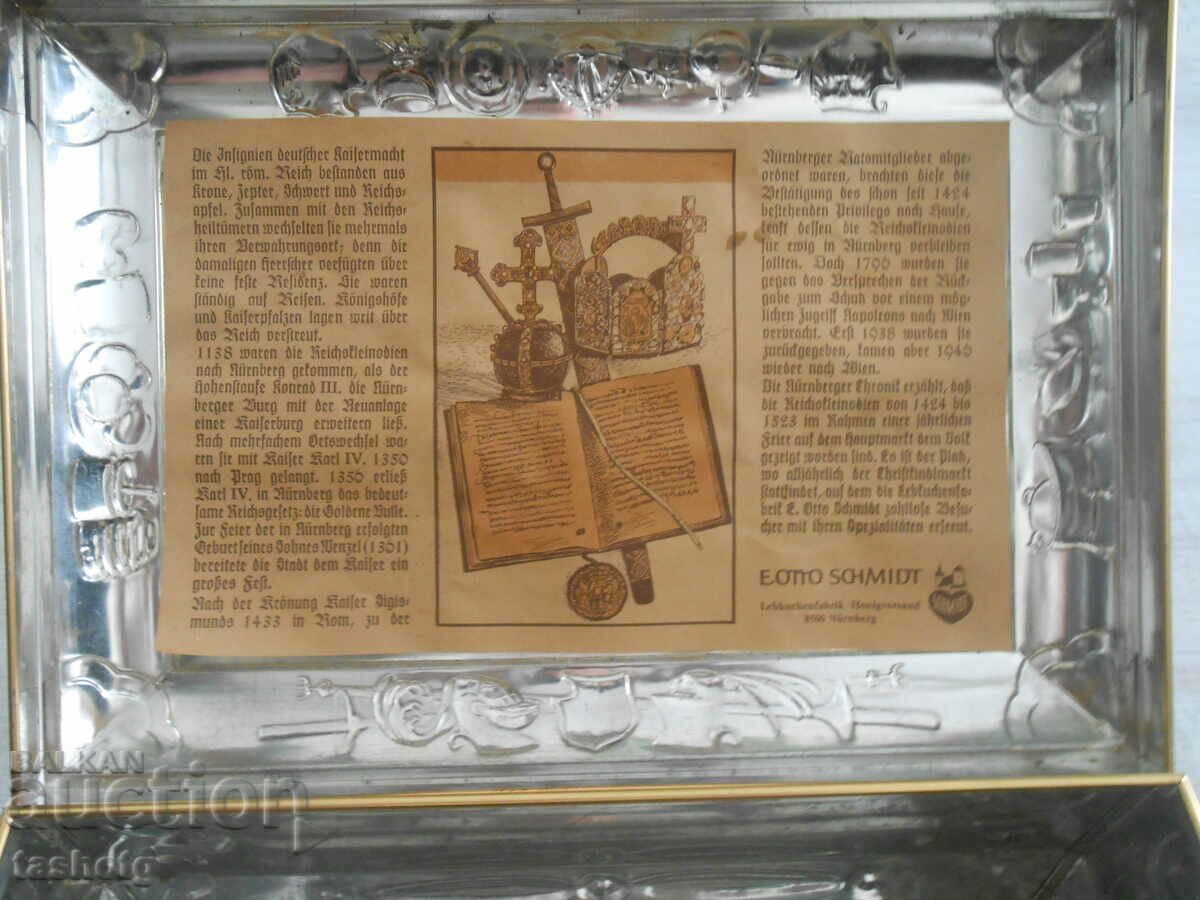 Die Insignien deutscher Kaisermacht
im Hl. röm. Reich bestanden aus
Krone, Zepter, Schwert und Reichs-
apfel. Zusammen mit den Reichs-
heiltümern wechselten sie mehrmals
ihren Verwahrungsort; denn die
damaligen Herrscher verfügten über
keine feste Residenz. Sie waren
ständig auf Reisen. Königshöfe
und Kaiserpfalzen lagen weit über
das Reich verstreut.
1138 waren die Reichskleinodien
nach Nürnberg gekommen, als der
Hohenstaufe Konrad III. die Nürn-
berger Burg mit der Neuanlage
einer Kaiserburg erweitern ließ.
Nach mehrfachem Ortswechsel wa-
ren sie mit Kaiser Karl IV. 1350
nach Prag gelangt. 1356 erließ
Karl IV. in Nürnberg das bedeut-
same Reichsgesetz: die Goldene Bulle.
Zur Feier der in Nürnberg erfolgten
Geburt seines Sohnes Wenzel (1361)
bereitete die Stadt dem Kaiser ein
großes Fest.
Nach der Krönung Kaiser Sigis-
munds 1433 in Rom, zu der
Nürnberger Ratsmitglieder abge-
ordnet waren, brachten diese die
Bestätigung des schon seit 1424
bestehenden Privilegs nach Hause,
kraft dessen die Reichskleinodien
für ewig in Nürnberg verbleiben
sollten. Doch 1796 wurden sie
gegen das Versprechen der Rück-
gabe zum Schutz vor einem mög-
lichen Zugriff Napoleons nach Wien
verbracht. Erst 1938 wurden sie
zurückgegeben, kamen aber 1946
wieder nach Wien.
Die Nürnberger Chronik erzählt, daß
die Reichskleinodien von 1424 bis
1523 im Rahmen einer jährlichen
Feier auf dem Hauptmarkt dem Volk
gezeigt worden sind. Es ist der Platz,
wo alljährlich der Christkindlmarkt
stattfindet, auf dem die Lebkuchenfa-
brik E. Otto Schmidt zahllose Besu-
cher mit ihren Spezialitäten erfreut.
E. OTTO SCHMIDT
Lebkuchenfabrik Honigversand
8500 Nürnberg
BALKAN
auction
tashoto